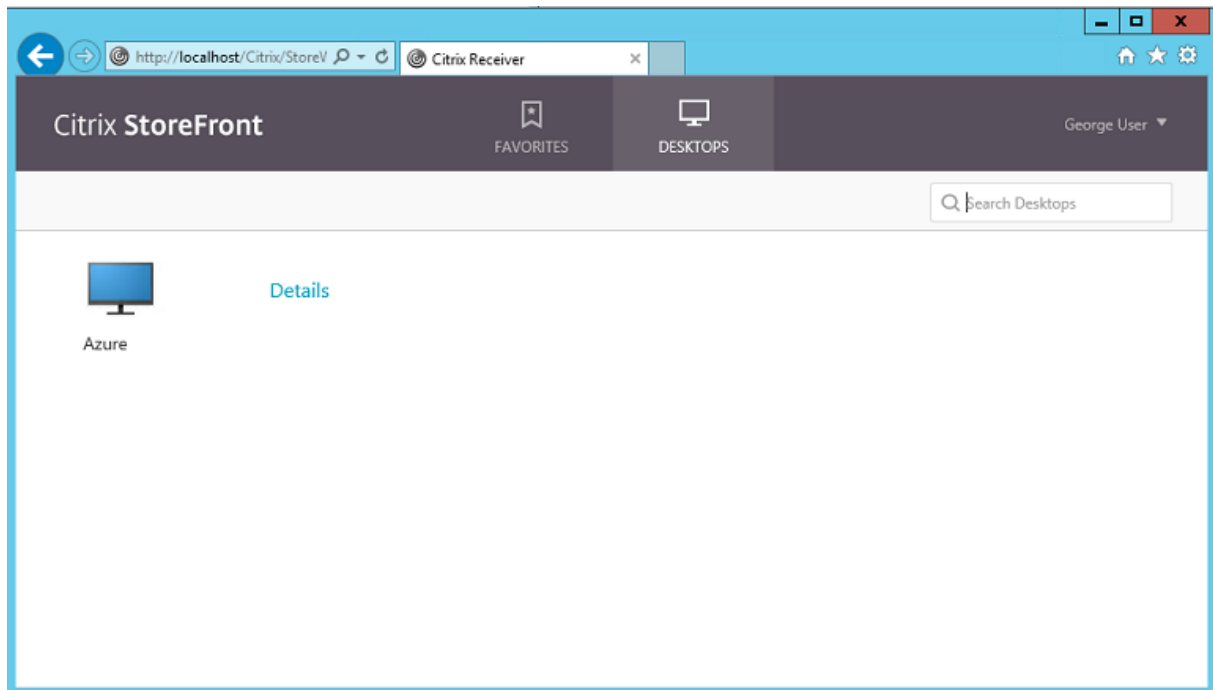 http://localhost/Citrix/StoreV
Citrix Receiver
Citrix StoreFront
FAVORITES
DESKTOPS
George User
Search Desktops
Details
Azure